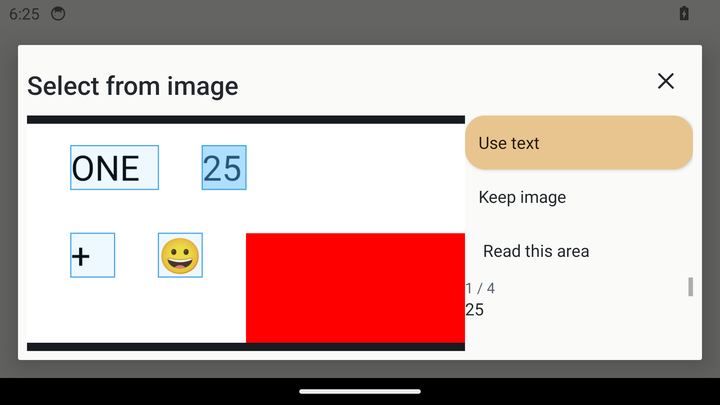 6:25
Select from image
ONE 25
+ 😀
Use text
Keep image
Read this area
1 / 4
25